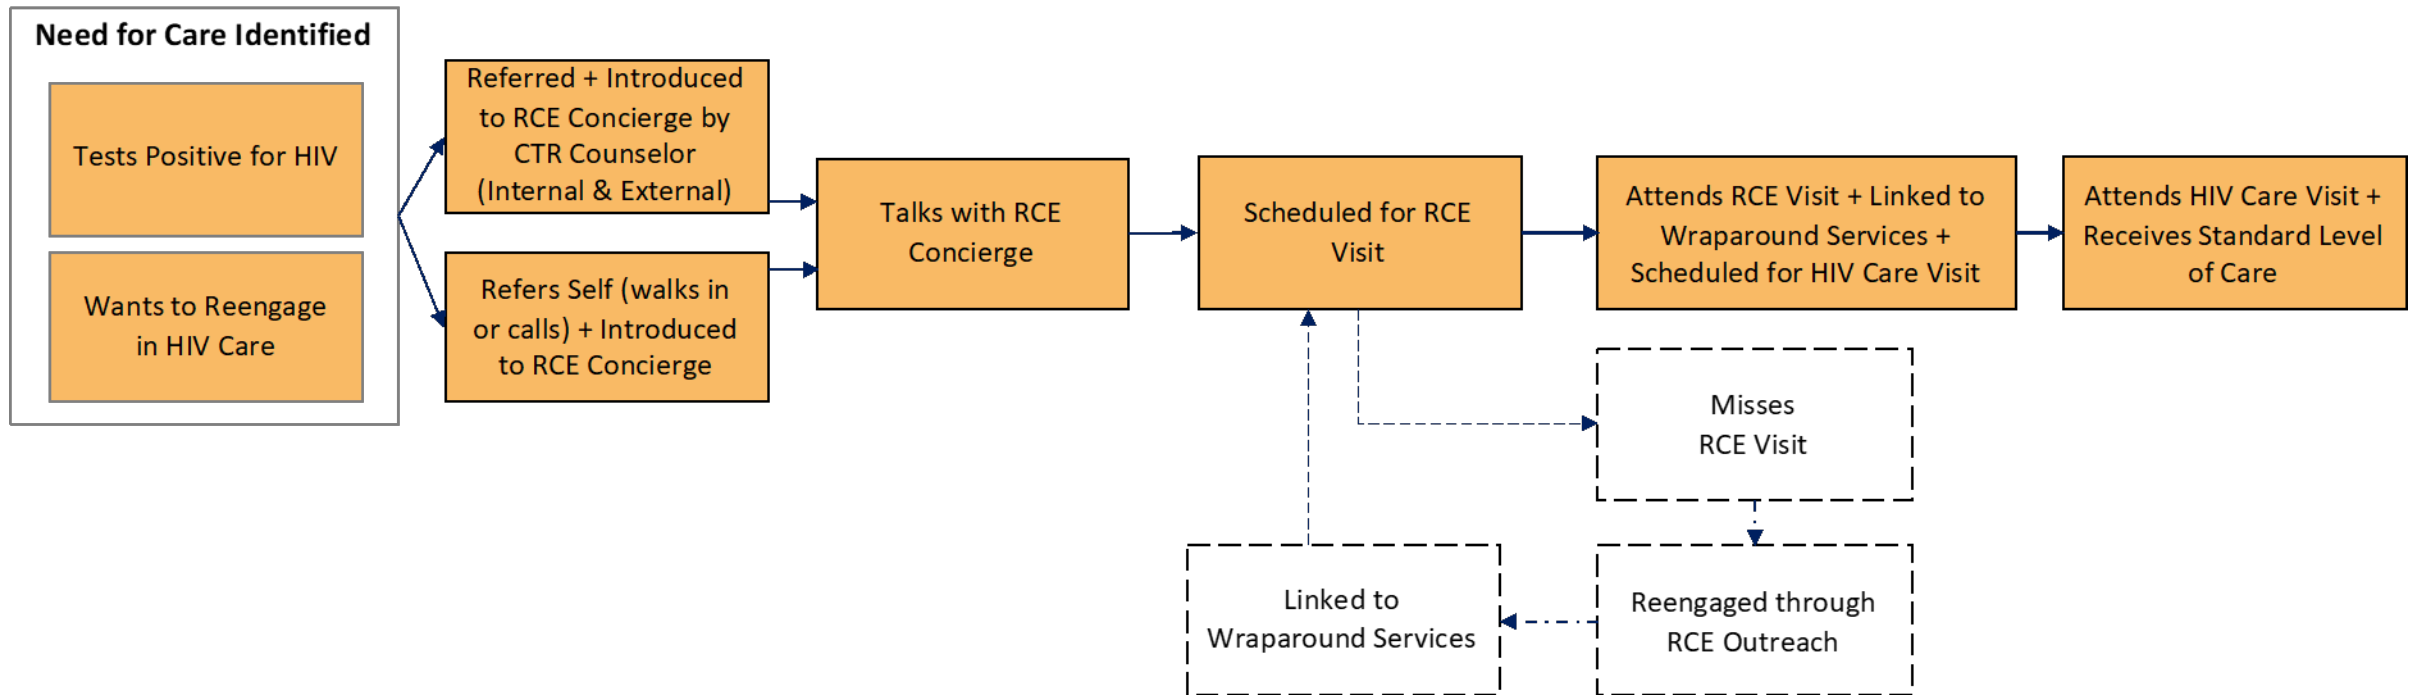 Need for Care Identified
Tests Positive for HIV
Wants to Reengage
in HIV Care
Referred + Introduced
to RCE Concierge by
CTR Counselor
(Internal & External)
Refers Self (walks in
or calls) + Introduced
to RCE Concierge
Talks with RCE
Concierge
Scheduled for RCE
Visit
Attends RCE Visit + Linked to
Wraparound Services +
Scheduled for HIV Care Visit
Attends HIV Care Visit +
Receives Standard Level
of Care
Misses
RCE Visit
Reengaged through
RCE Outreach
Linked to
Wraparound Services